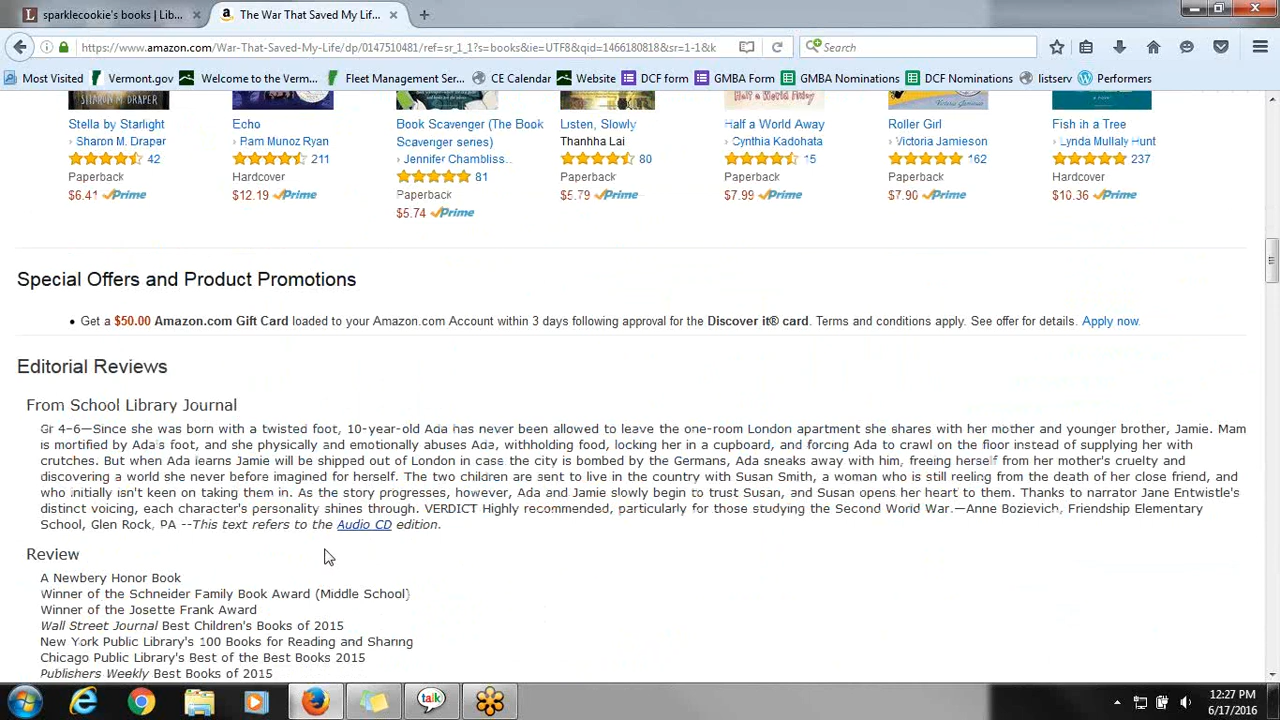 sparklecookie's books | Lib...
The War That Saved My Life...
https://www.amazon.com/War-That-Saved-My-Life/dp/0147510481/ref=sr_1_1?s=books&ie=UTF8&qid=1466180818&sr=1-1&k
Search
Most Visited Vermont.gov Welcome to the Verm... Fleet Management Ser... CE Calendar Website DCF form GMBA Form GMBA Nominations DCF Nominations listserv Performers
SHARON M. DRAPER
Half a World Away
Victoria Jamieson
Stella by Starlight
› Sharon M. Draper
42
Paperback
$6.41 Prime
Echo
› Pam Munoz Ryan
211
Hardcover
$12.19 Prime
Book Scavenger (The Book
Scavenger series)
› Jennifer Chambliss...
81
Paperback
$5.74 Prime
Listen, Slowly
Thanhha Lai
80
Paperback
$5.79 Prime
Half a World Away
› Cynthia Kadohata
15
Paperback
$7.99 Prime
Roller Girl
› Victoria Jamieson
162
Paperback
$7.90 Prime
Fish in a Tree
› Lynda Mullaly Hunt
237
Hardcover
$10.36 Prime
Special Offers and Product Promotions
• Get a $50.00 Amazon.com Gift Card loaded to your Amazon.com Account within 3 days following approval for the Discover it® card. Terms and conditions apply. See offer for details. Apply now.
Editorial Reviews
From School Library Journal
Gr 4–6—Since she was born with a twisted foot, 10-year-old Ada has never been allowed to leave the one-room London apartment she shares with her mother and younger brother, Jamie. Mam
is mortified by Ada's foot, and she physically and emotionally abuses Ada, withholding food, locking her in a cupboard, and forcing Ada to crawl on the floor instead of supplying her with
crutches. But when Ada learns Jamie will be shipped out of London in case the city is bombed by the Germans, Ada sneaks away with him, freeing herself from her mother's cruelty and
discovering a world she never before imagined for herself. The two children are sent to live in the country with Susan Smith, a woman who is still reeling from the death of her close friend, and
who initially isn't keen on taking them in. As the story progresses, however, Ada and Jamie slowly begin to trust Susan, and Susan opens her heart to them. Thanks to narrator Jane Entwistle's
distinct voicing, each character's personality shines through. VERDICT Highly recommended, particularly for those studying the Second World War.—Anne Bozievich, Friendship Elementary
School, Glen Rock, PA --This text refers to the Audio CD edition.
Review
A Newbery Honor Book
Winner of the Schneider Family Book Award (Middle School)
Winner of the Josette Frank Award
Wall Street Journal Best Children's Books of 2015
New York Public Library's 100 Books for Reading and Sharing
Chicago Public Library's Best of the Best Books 2015
Publishers Weekly Best Books of 2015
talk
12:27 PM
6/17/2016